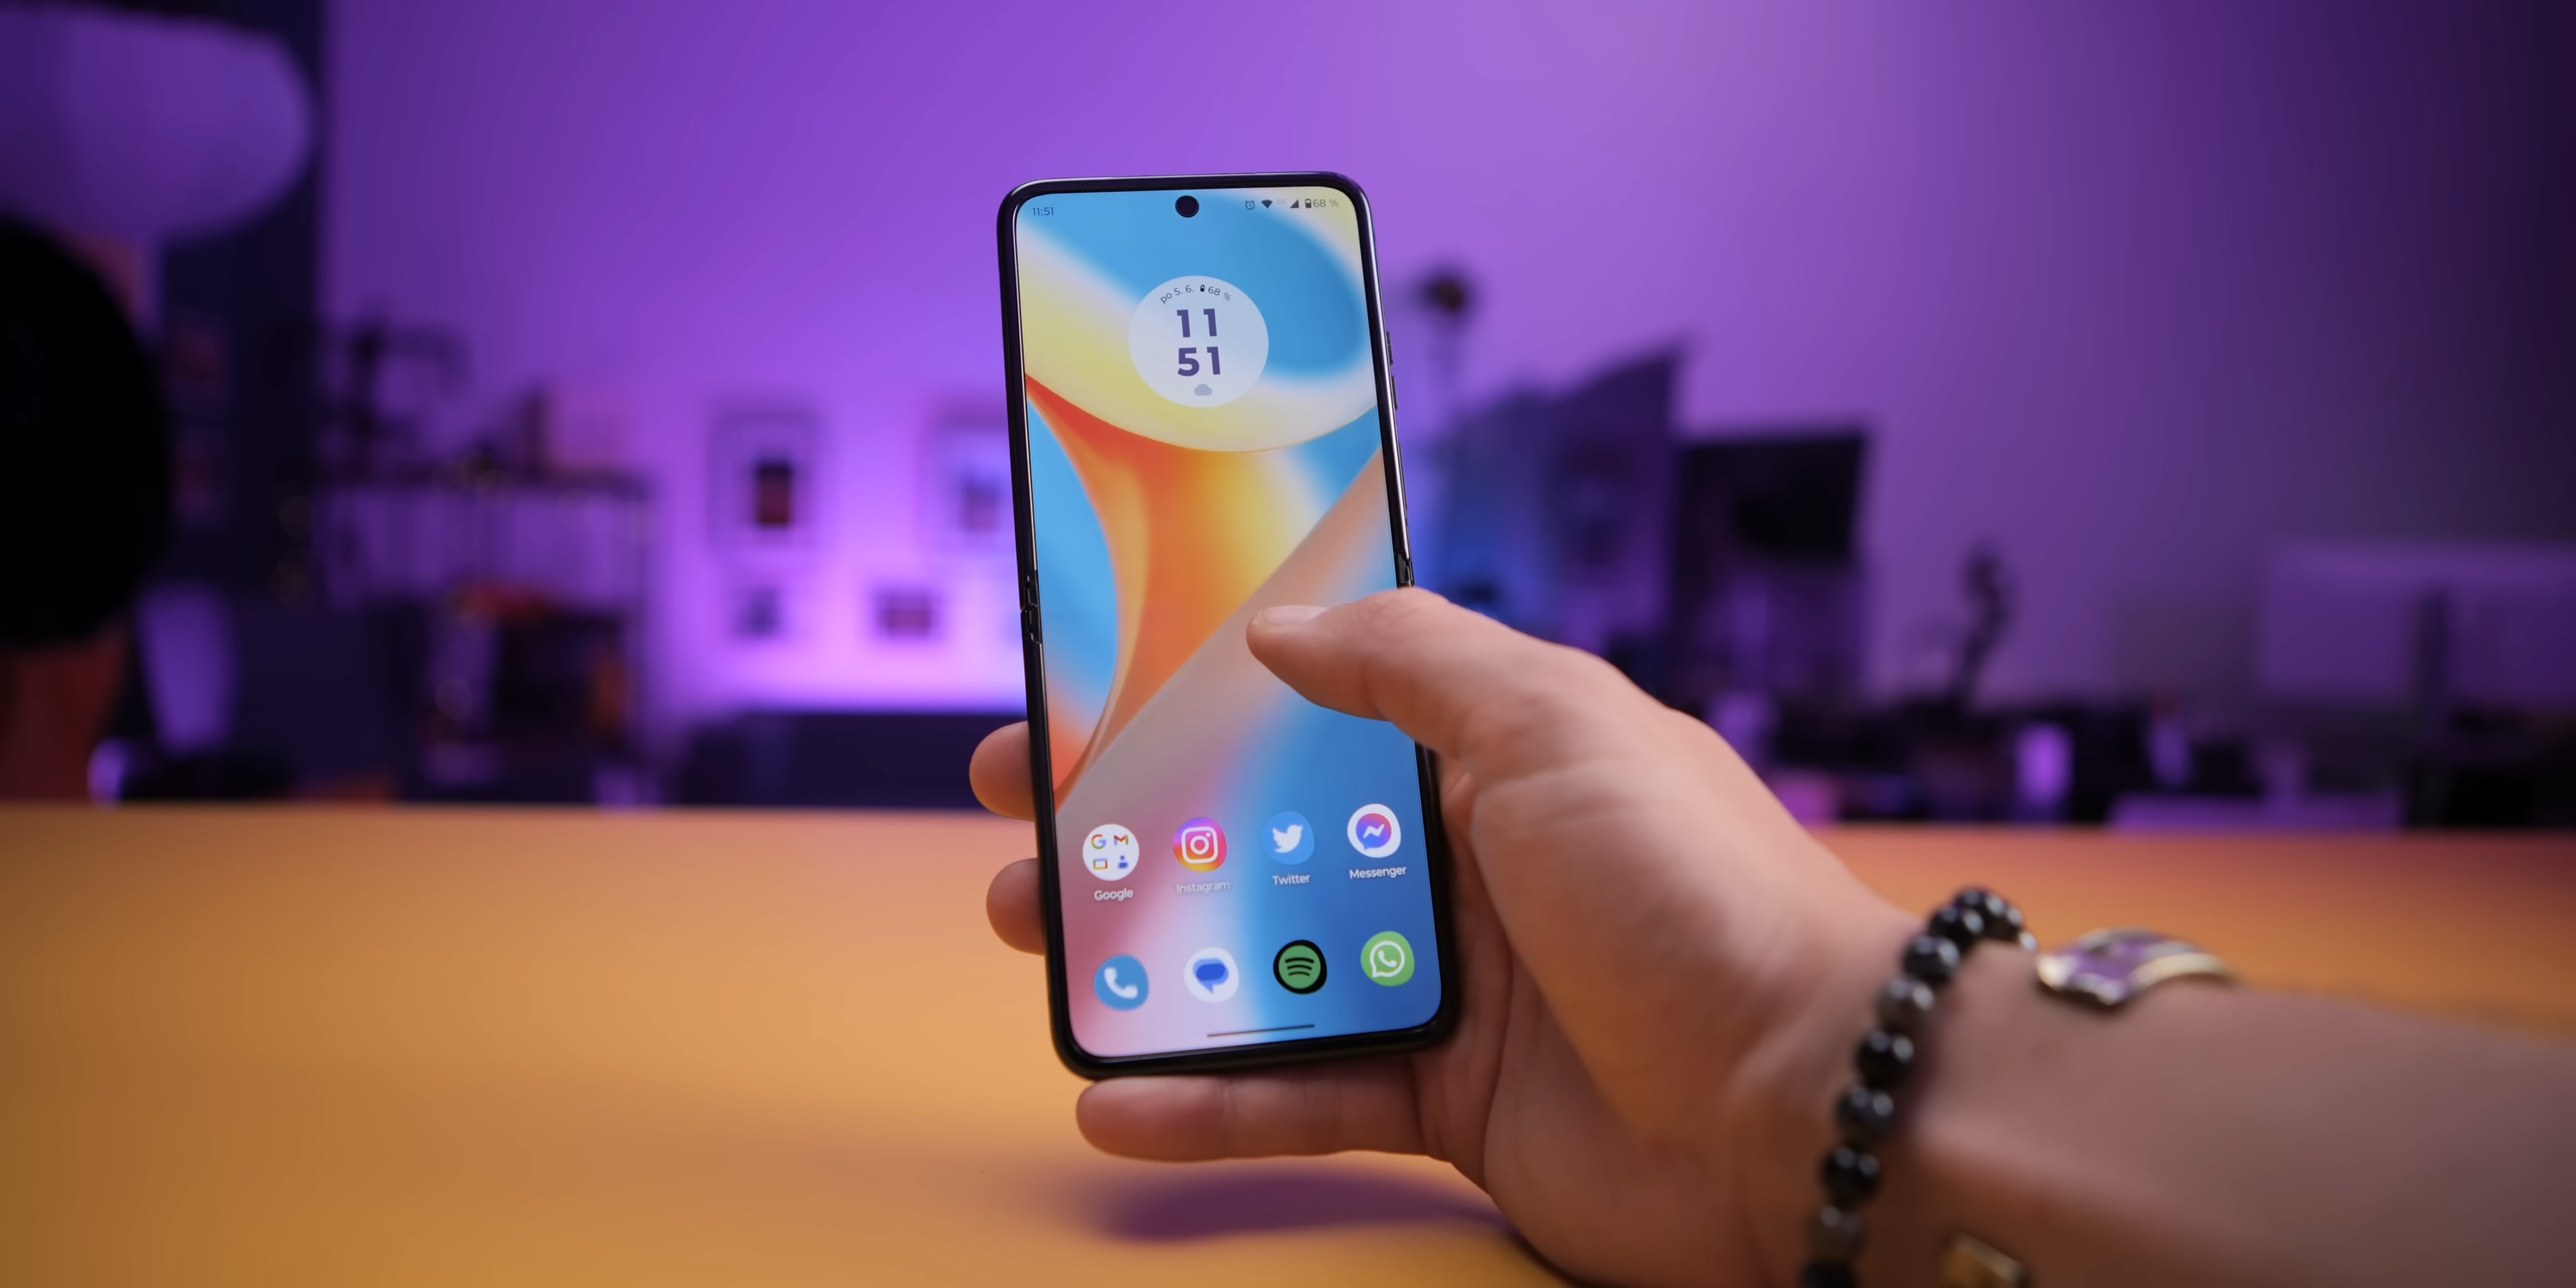 11:51
68 %
po 5. 6. 68 %
11
51
Google
Instagram
Twitter
Messenger